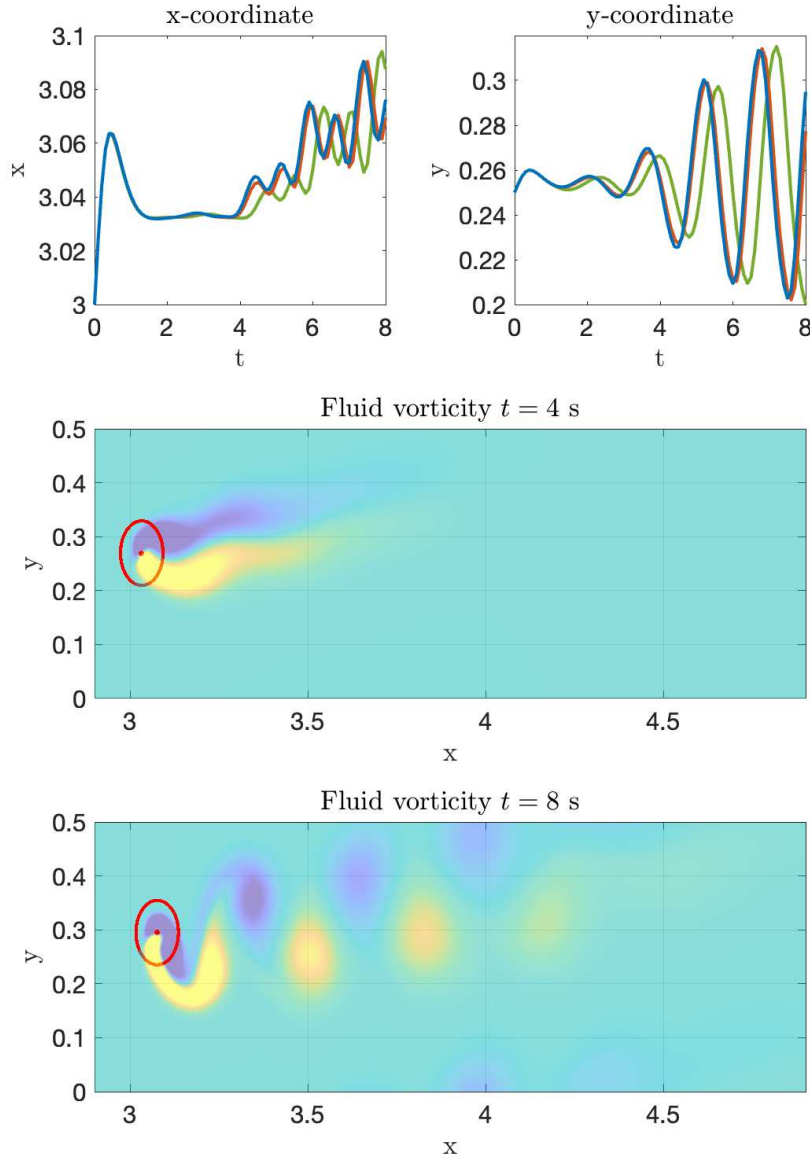 x-coordinate
3.1
3.08
3.06
3.04
3.02
3
x
0 2 4 6 8
t
y-coordinate
0.3
0.28
0.26
0.24
0.22
0.2
y
0 2 4 6 8
t
Fluid vorticity t = 4 s
0.5
0.4
0.3
0.2
0.1
0
y
3 3.5 4 4.5
x
Fluid vorticity t = 8 s
0.5
0.4
0.3
0.2
0.1
0
y
3 3.5 4 4.5
x